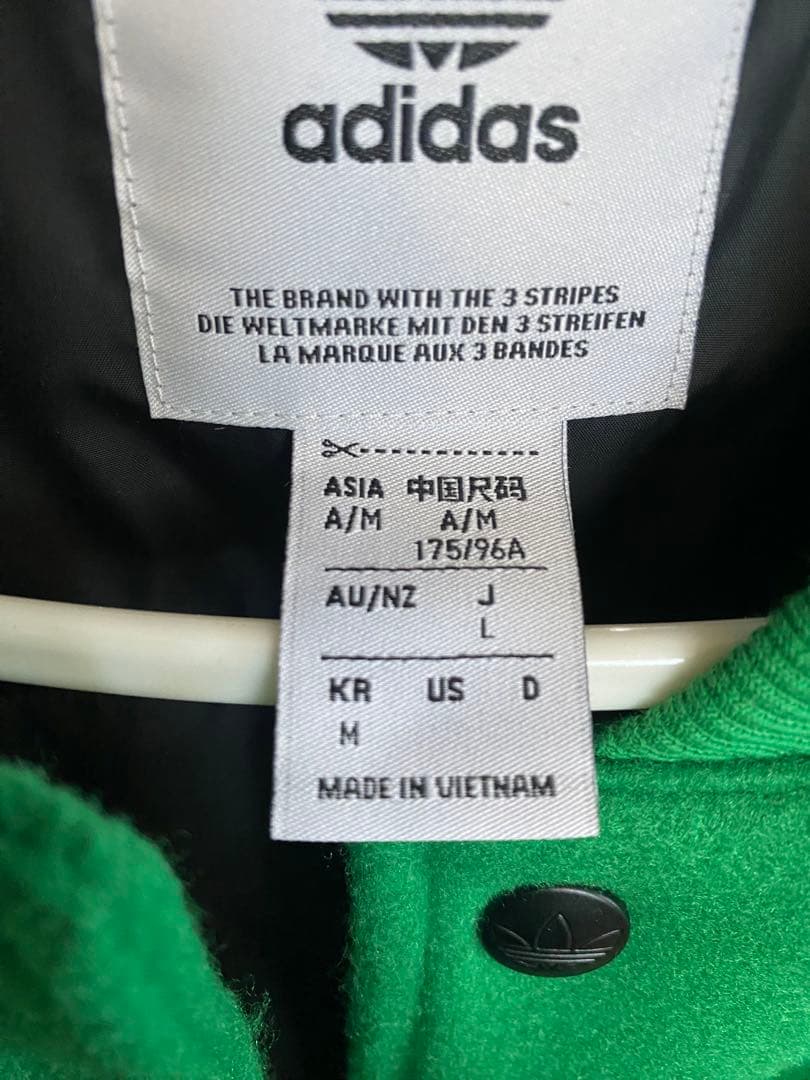 adidas
THE BRAND WITH THE 3 STRIPES
DIE WELTMARKE MIT DEN 3 STREIFEN
LA MARQUE AUX 3 BANDES
ASIA 中国尺码
A/M A/M
175/96A
AU/NZ J
L
KR US D
M
MADE IN VIETNAM